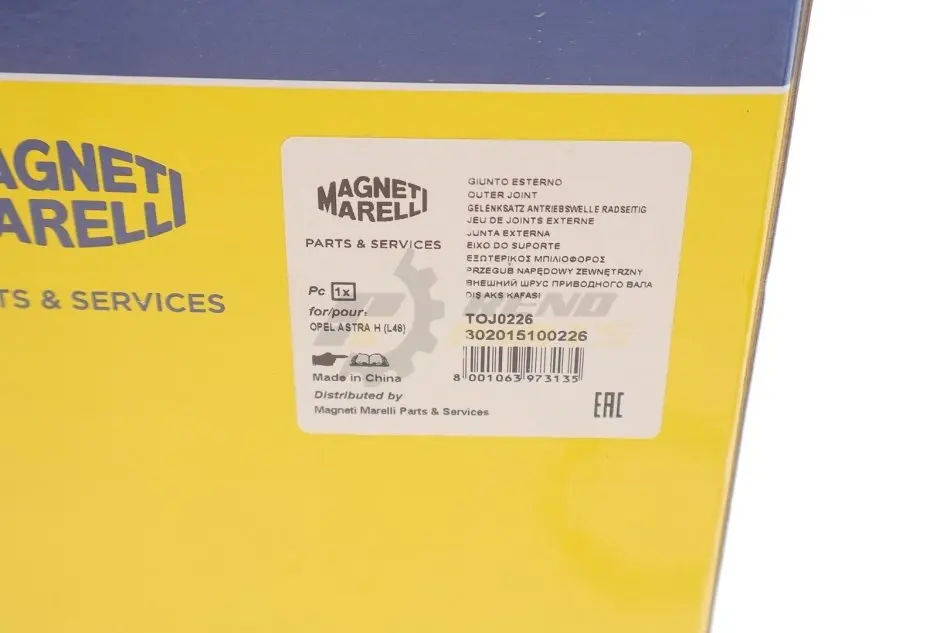 AGNETI
ARELLI
TS & SERVICES
MAGNETI
MARELLI
PARTS & SERVICES
Pc 1x
for/pour:
OPEL ASTRA H (L48)
Made in China
Distributed by
Magneti Marelli Parts & Services
GIUNTO ESTERNO
OUTER JOINT
GELENKSATZ ANTRIEBSWELLE RADSEITIG
JEU DE JOINTS EXTERNE
JUNTA EXTERNA
EIXO DO SUPORTE
ΕΞΩΤΕΡΙΚΟΣ ΜΠΙΛΙΟΦΟΡΟΣ
PRZEGUB NAPĘDOWY ZEWNĘTRZNY
ВНЕШНИЙ ШРУС ПРИВОДНОГО ВАЛА
DIŞ AKS KAFASI
TOJ0226
302015100226
8 001063 973135
EAC